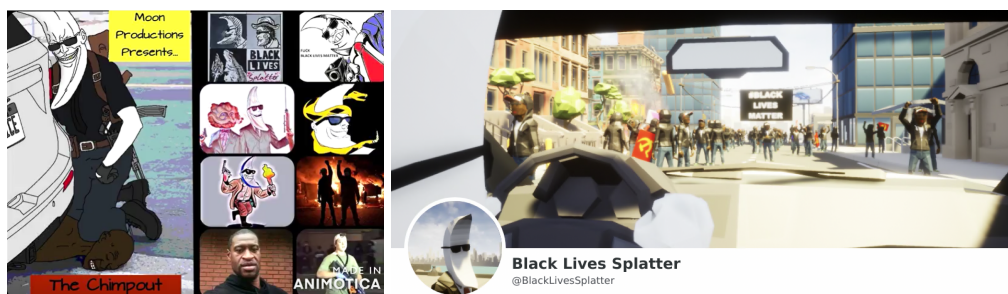 Moon
Productions
Presents...
BLACK
LIVES
Splatter
FUCK
BLACK LIVES MATTER
The Chimpout
MADE IN
ANIMOTICA
#BLACK
LIVES
MATTER
Black Lives Splatter
@BlackLivesSplatter